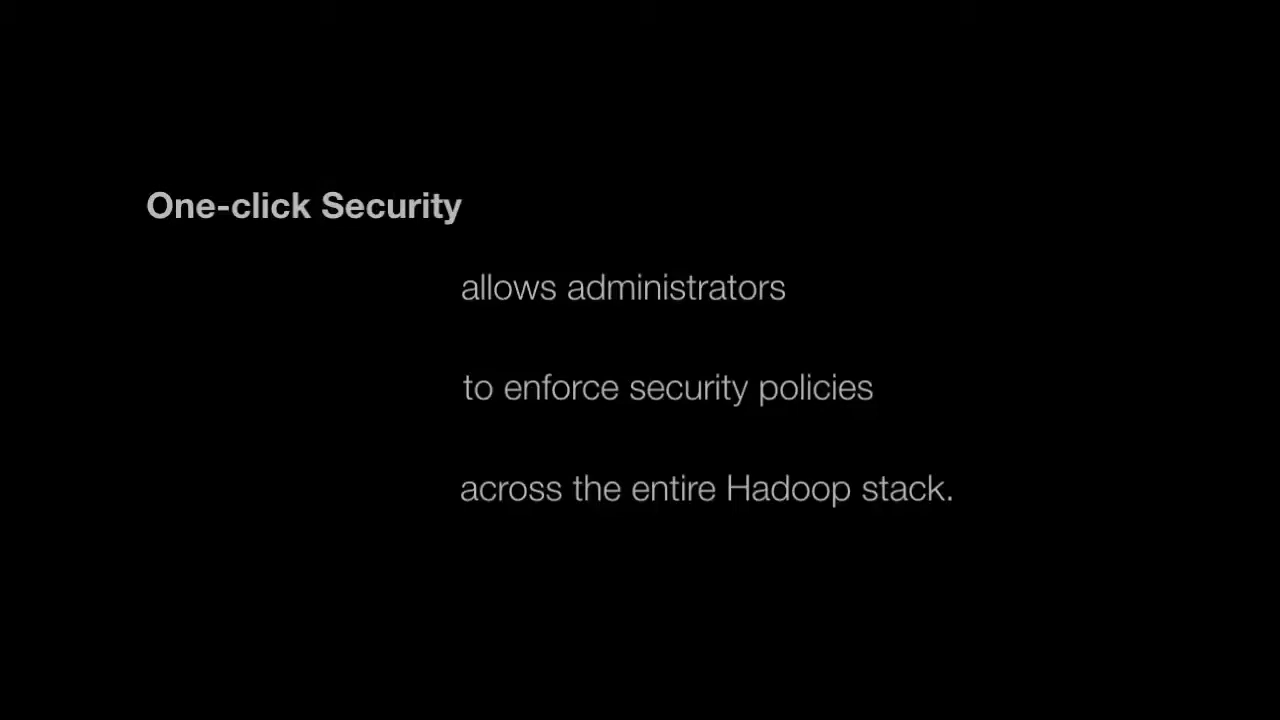 One-click Security
allows administrators
to enforce security policies
across the entire Hadoop stack.